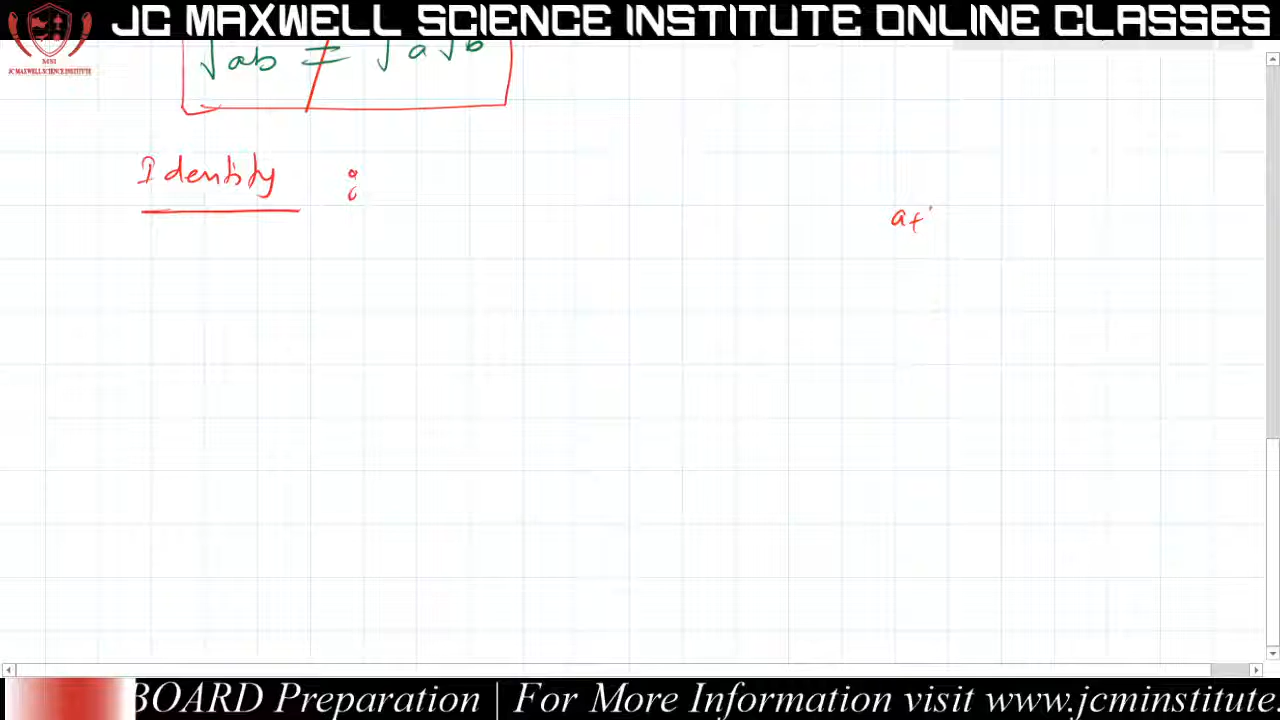 JC MAXWELL SCIENCE INSTITUTE ONLINE CLASSES
MSI
JC MAXWELL SCIENCE INSTITUTE
√ab ≠ √a√b
Identity :
a+
BOARD Preparation | For More Information visit www.jcminstitute.